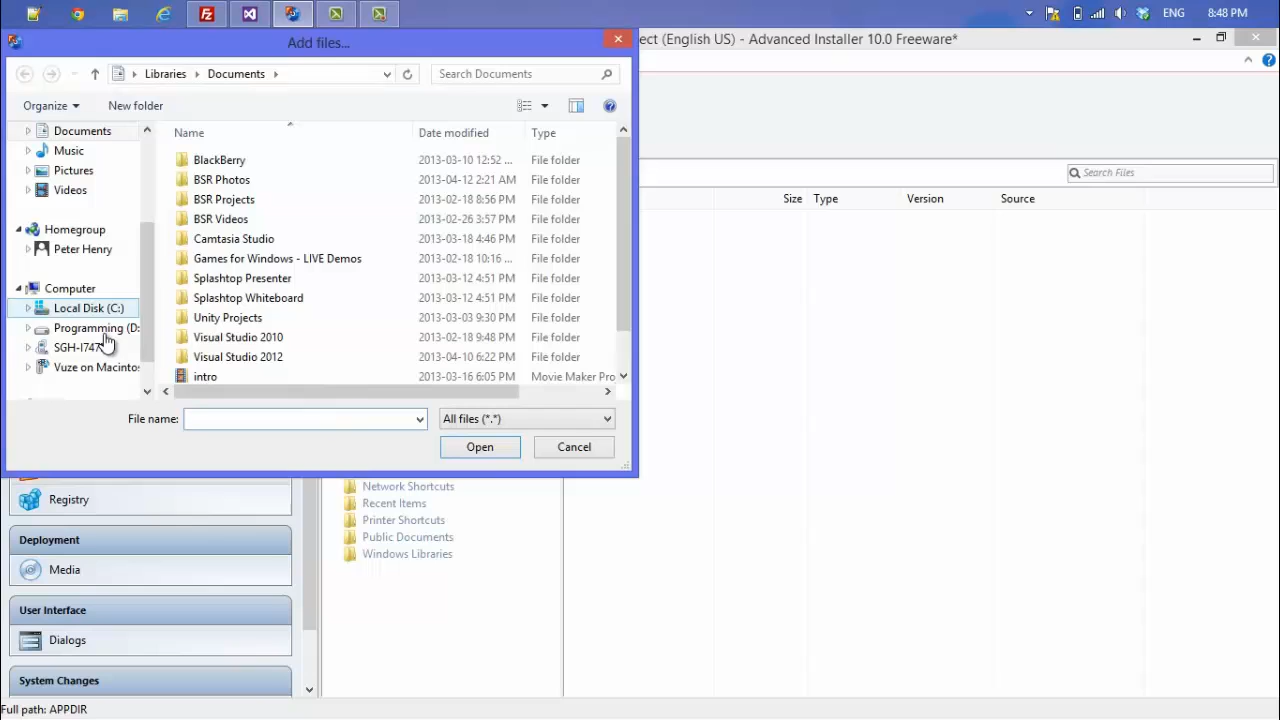 ENG 8:48 PM
Add files...
ect (English US) - Advanced Installer 10.0 Freeware*
Libraries Documents
Search Documents
Organize New folder
Name Date modified Type
Documents
Music
Pictures
Videos
Homegroup
Peter Henry
Computer
Local Disk (C:)
Programming (D:
SGH-I747
Vuze on Macintos
BlackBerry 2013-03-10 12:52 ... File folder
BSR Photos 2013-04-12 2:21 AM File folder
BSR Projects 2013-02-18 8:56 PM File folder
BSR Videos 2013-02-26 3:57 PM File folder
Camtasia Studio 2013-03-18 4:46 PM File folder
Games for Windows - LIVE Demos 2013-02-18 10:16 ... File folder
Splashtop Presenter 2013-03-12 4:51 PM File folder
Splashtop Whiteboard 2013-03-12 4:51 PM File folder
Unity Projects 2013-03-03 9:30 PM File folder
Visual Studio 2010 2013-02-18 9:48 PM File folder
Visual Studio 2012 2013-04-10 6:22 PM File folder
intro 2013-03-16 6:05 PM Movie Maker Pro
File name: All files (*.*)
Open Cancel
Search Files
Size Type Version Source
Registry
Deployment
Media
User Interface
Dialogs
System Changes
Network Shortcuts
Recent Items
Printer Shortcuts
Public Documents
Windows Libraries
Full path: APPDIR